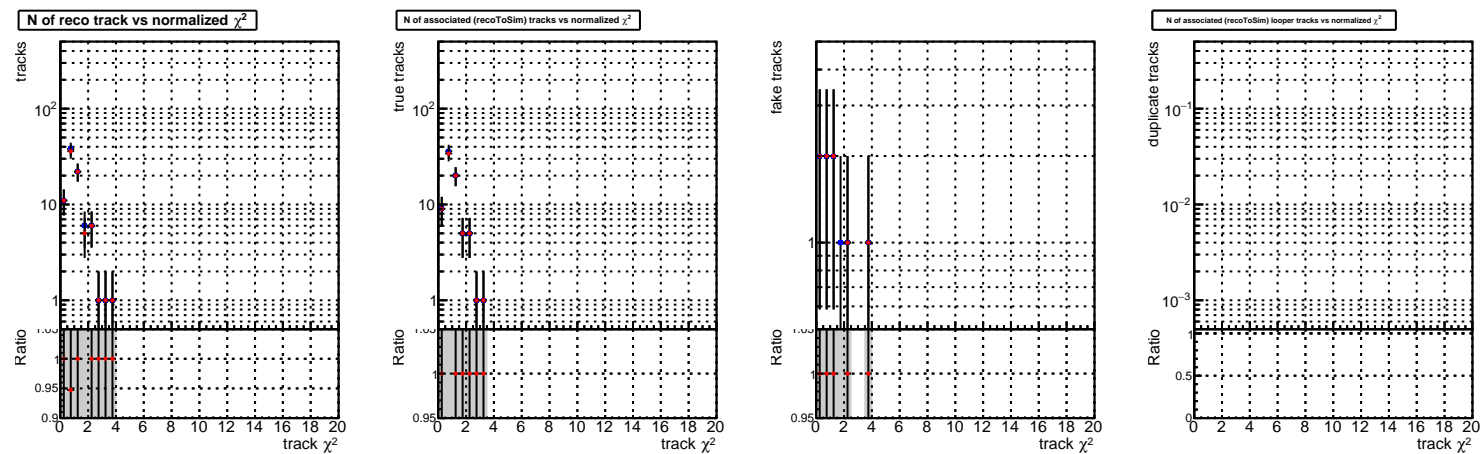 N of reco track vs normalized χ²
tracks
10²
10
1
Ratio
1.05
1
0.95
0.9
0 2 4 6 8 10 12 14 16 18 20
track χ²
N of associated (recoToSim) tracks vs normalized χ²
true tracks
10²
10
1
Ratio
1
0.95
0 2 4 6 8 10 12 14 16 18 20
track χ²
fake tracks
1
Ratio
1
0.95
0 2 4 6 8 10 12 14 16 18 20
track χ²
N of associated (recoToSim) looper tracks vs normalized χ²
duplicate tracks
10⁻¹
10⁻²
10⁻³
Ratio
1
0.5
0
0 2 4 6 8 10 12 14 16 18 20
track χ²